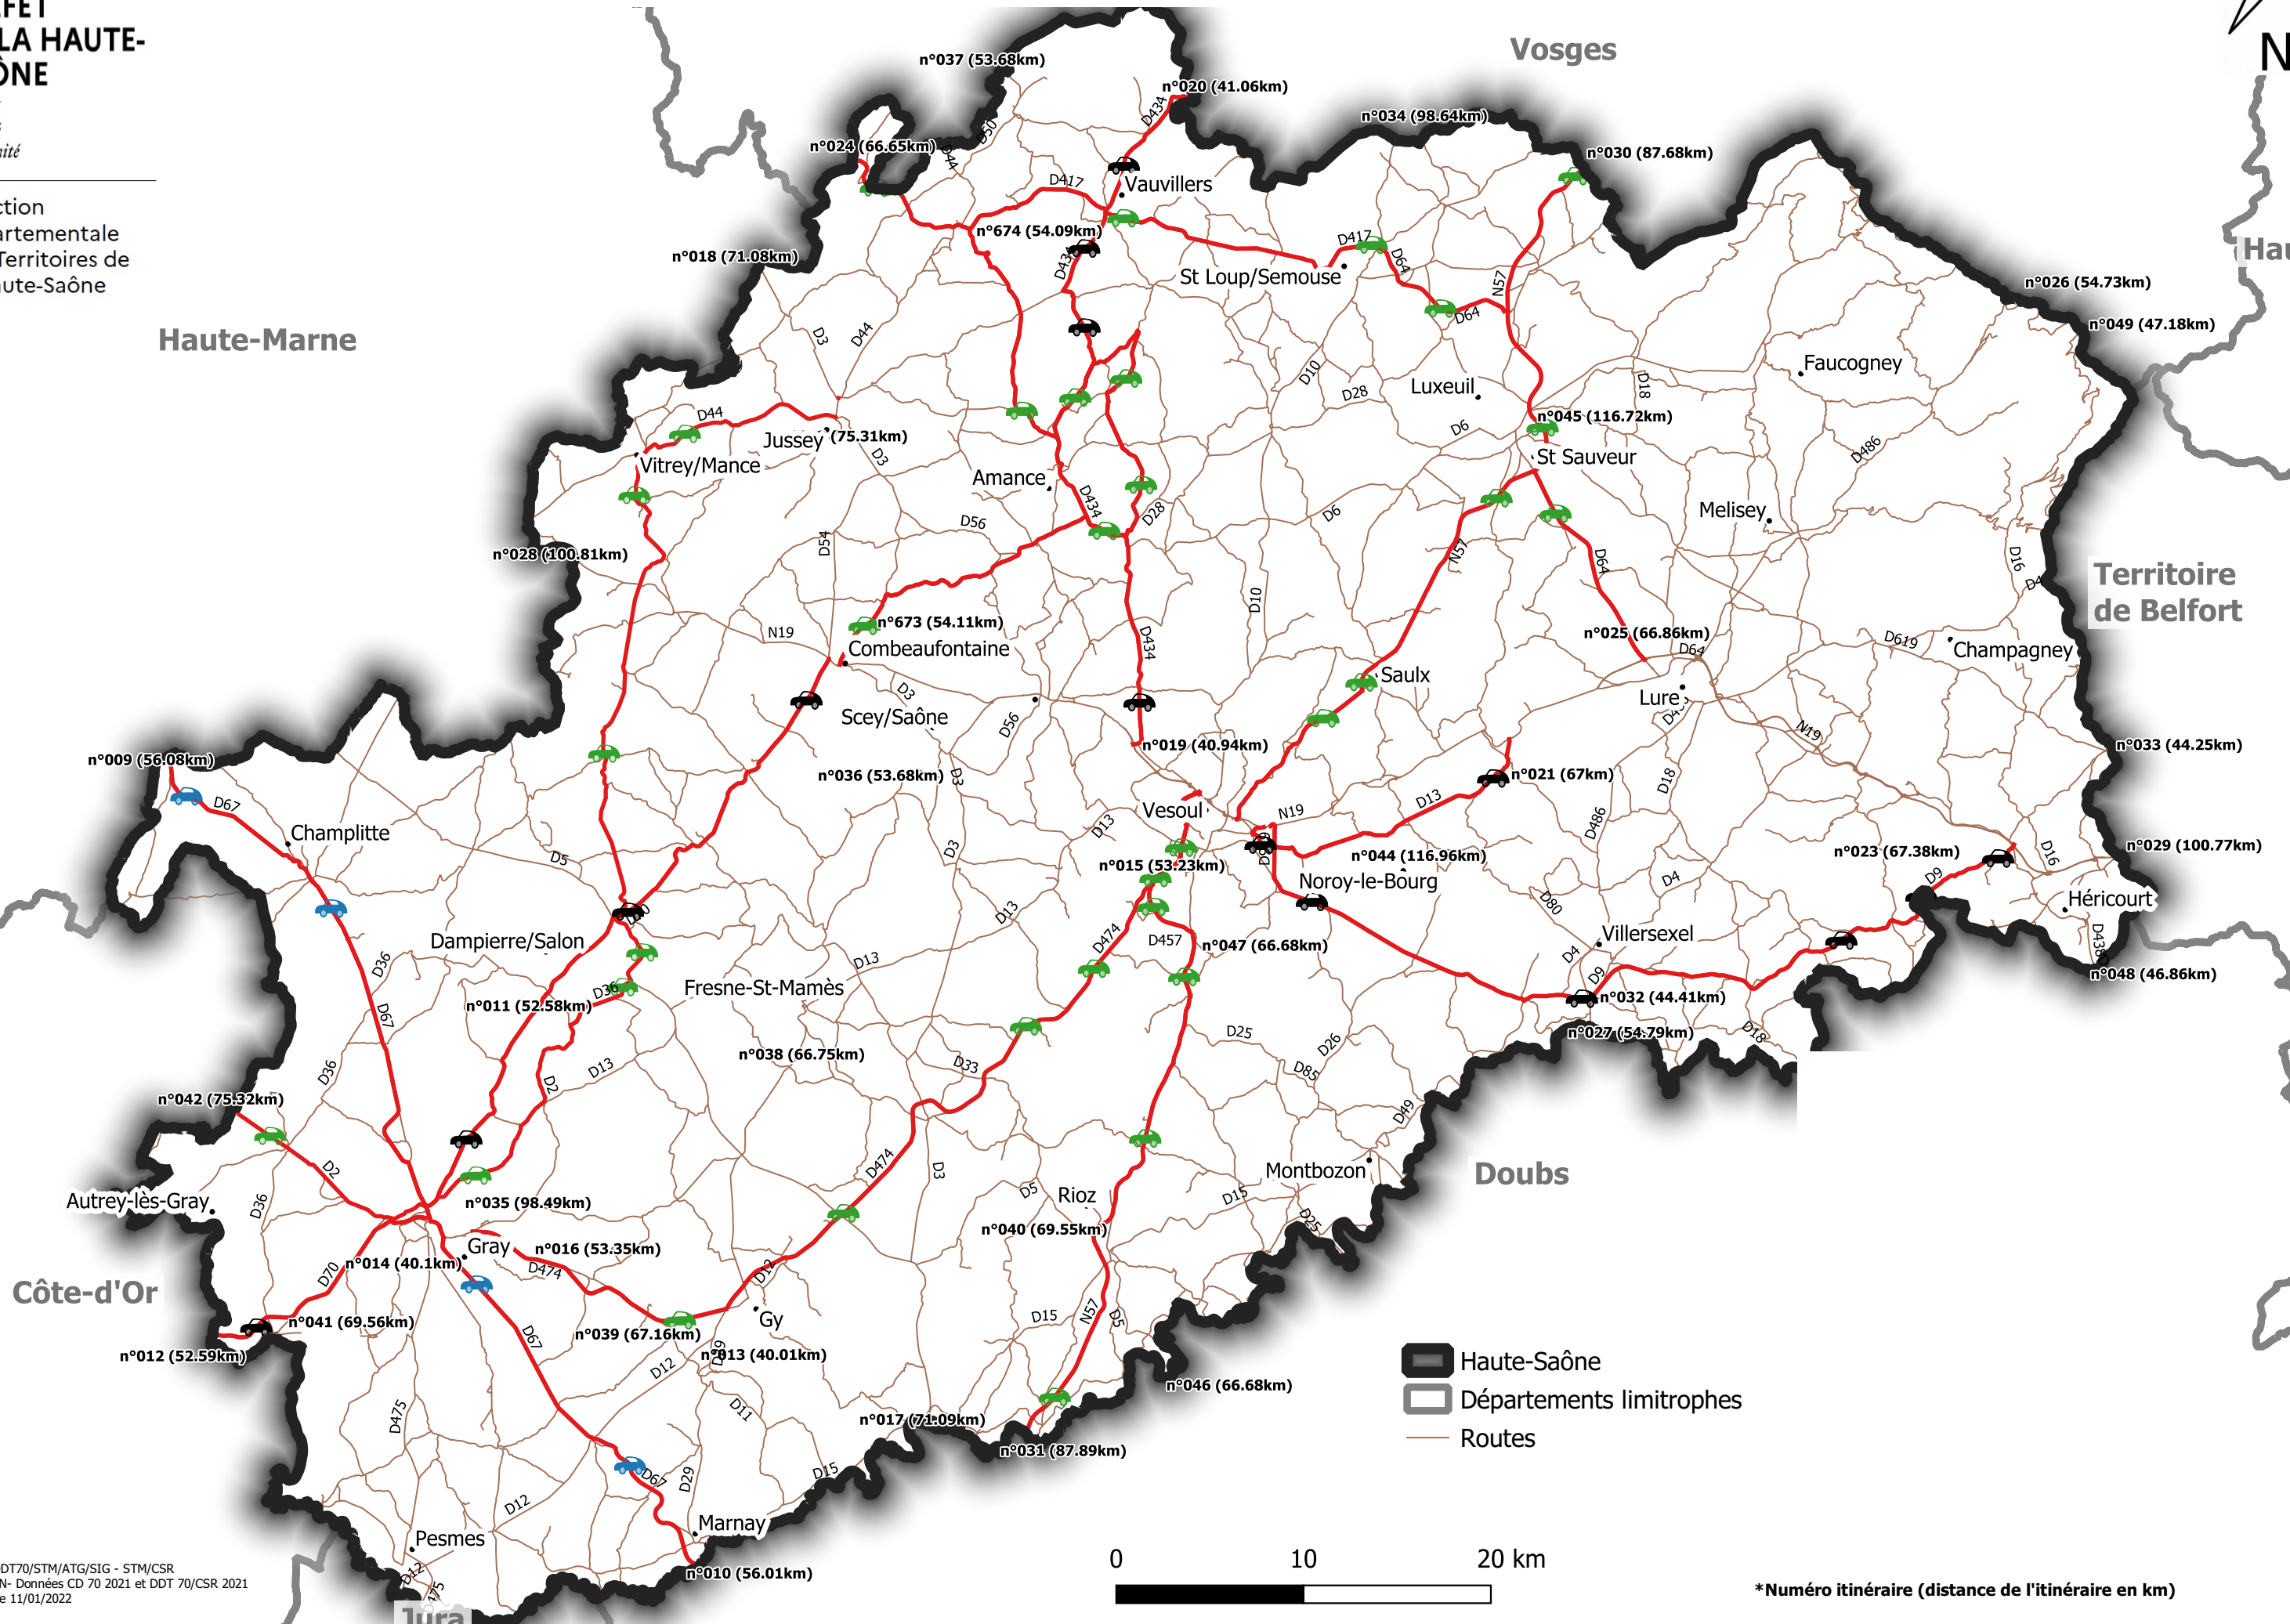 LA HAUTE-
Vosges
n°037 (53.68km)
n°020 (41.06km)
n°034 (98.64km)
n°024 (66.65km)
n°030 (87.68km)
D434
D50
D44
D417
Vauvillers
n°674 (54.09km)
D417
D64
n°018 (71.08km)
St Loup/Semouse
N57
n°026 (54.73km)
D64
n°049 (47.18km)
Haute-Marne
D3
D44
Faucogney
D10
D28
Luxeuil
D18
D44
n°045 (116.72km)
Jussey
(75.31km)
D6
D3
D486
Vitrey/Mance
St Sauveur
Amance
D434
D28
D6
Melisey
D56
D54
n°028 (100.81km)
N57
D64
D16
Territoire
de Belfort
D10
n°673 (54.11km)
N19
n°025 (66.86km)
D619
Combeaufontaine
D434
D64
Champagney
Saulx
D3
Lure
Scey/Saône
D56
N19
n°019 (40.94km)
n°033 (44.25km)
n°009 (56.08km)
n°036 (53.68km)
D3
n°021 (67km)
D18
D67
D13
Vesoul
N19
D13
D486
Champlitte
D5
D3
n°015 (53.23km)
n°044 (116.96km)
n°023 (67.38km)
D16
n°029 (100.77km)
Noroy-le-Bourg
D4
D9
Héricourt
D13
D80
Dampierre/Salon
D474
D457
n°047 (66.68km)
Villersexel
D438
D36
D13
D4
D9
n°048 (46.86km)
Fresne-St-Mamès
D36
n°011 (52.58km)
n°032 (44.41km)
D67
n°027 (54.79km)
D18
D25
D26
n°038 (66.75km)
D33
D85
D36
D13
D2
n°042 (75.32km)
D49
D2
D474
D3
Montbozon
Doubs
Autrey-lès-Gray
D36
n°035 (98.49km)
D5
Rioz
D15
n°040 (69.55km)
D25
Gray
n°016 (53.35km)
n°014 (40.1km)
D474
D12
D70
Côte-d'Or
n°041 (69.56km)
n°039 (67.16km)
Gy
D15
N57
D5
n°012 (52.59km)
D67
n°013 (40.01km)
D12
Haute-Saône
n°046 (66.68km)
Départements limitrophes
D475
D11
n°017 (71.09km)
Routes
n°031 (87.89km)
D67
D29
D15
D12
Marnay
Pesmes
0 10 20 km
n°010 (56.01km)
D12
DDT70/STM/ATG/SIG - STM/CSR
Données CD 70 2021 et DDT 70/CSR 2021
11/01/2022
*Numéro itinéraire (distance de l'itinéraire en km)
Jura
N